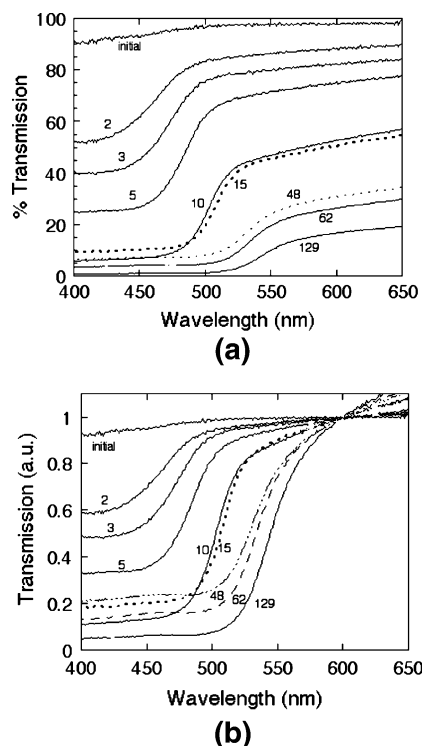 100
80
60
40
20
0
% Transmission
initial
2
3
5
10
15
48
62
129
400 450 500 550 600 650
Wavelength (nm)
(a)
1
0.8
0.6
0.4
0.2
0
Transmission (a.u.)
initial
2
3
5
10
15
48
62
129
400 450 500 550 600 650
Wavelength (nm)
(b)